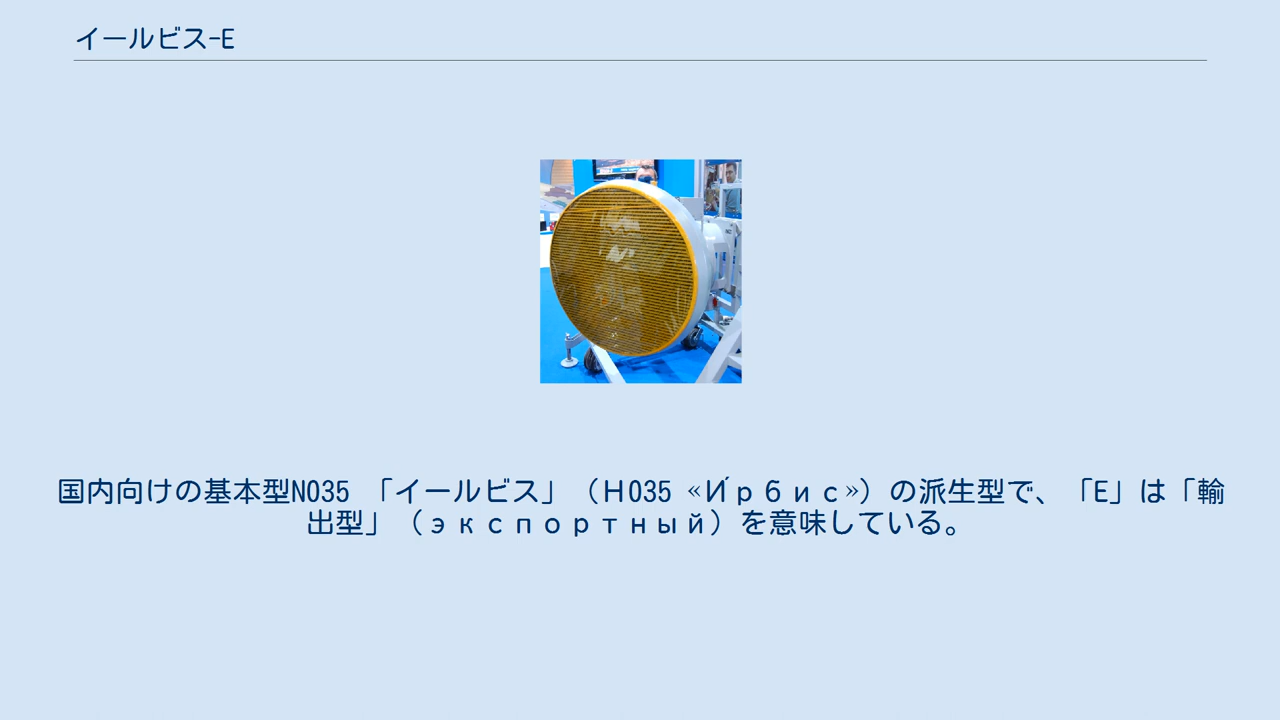 イールビス-E
国内向けの基本型N035 「イールビス」（Н035 «И́рбис»）の派生型で、「E」は「輸
出型」（экспортный）を意味している。